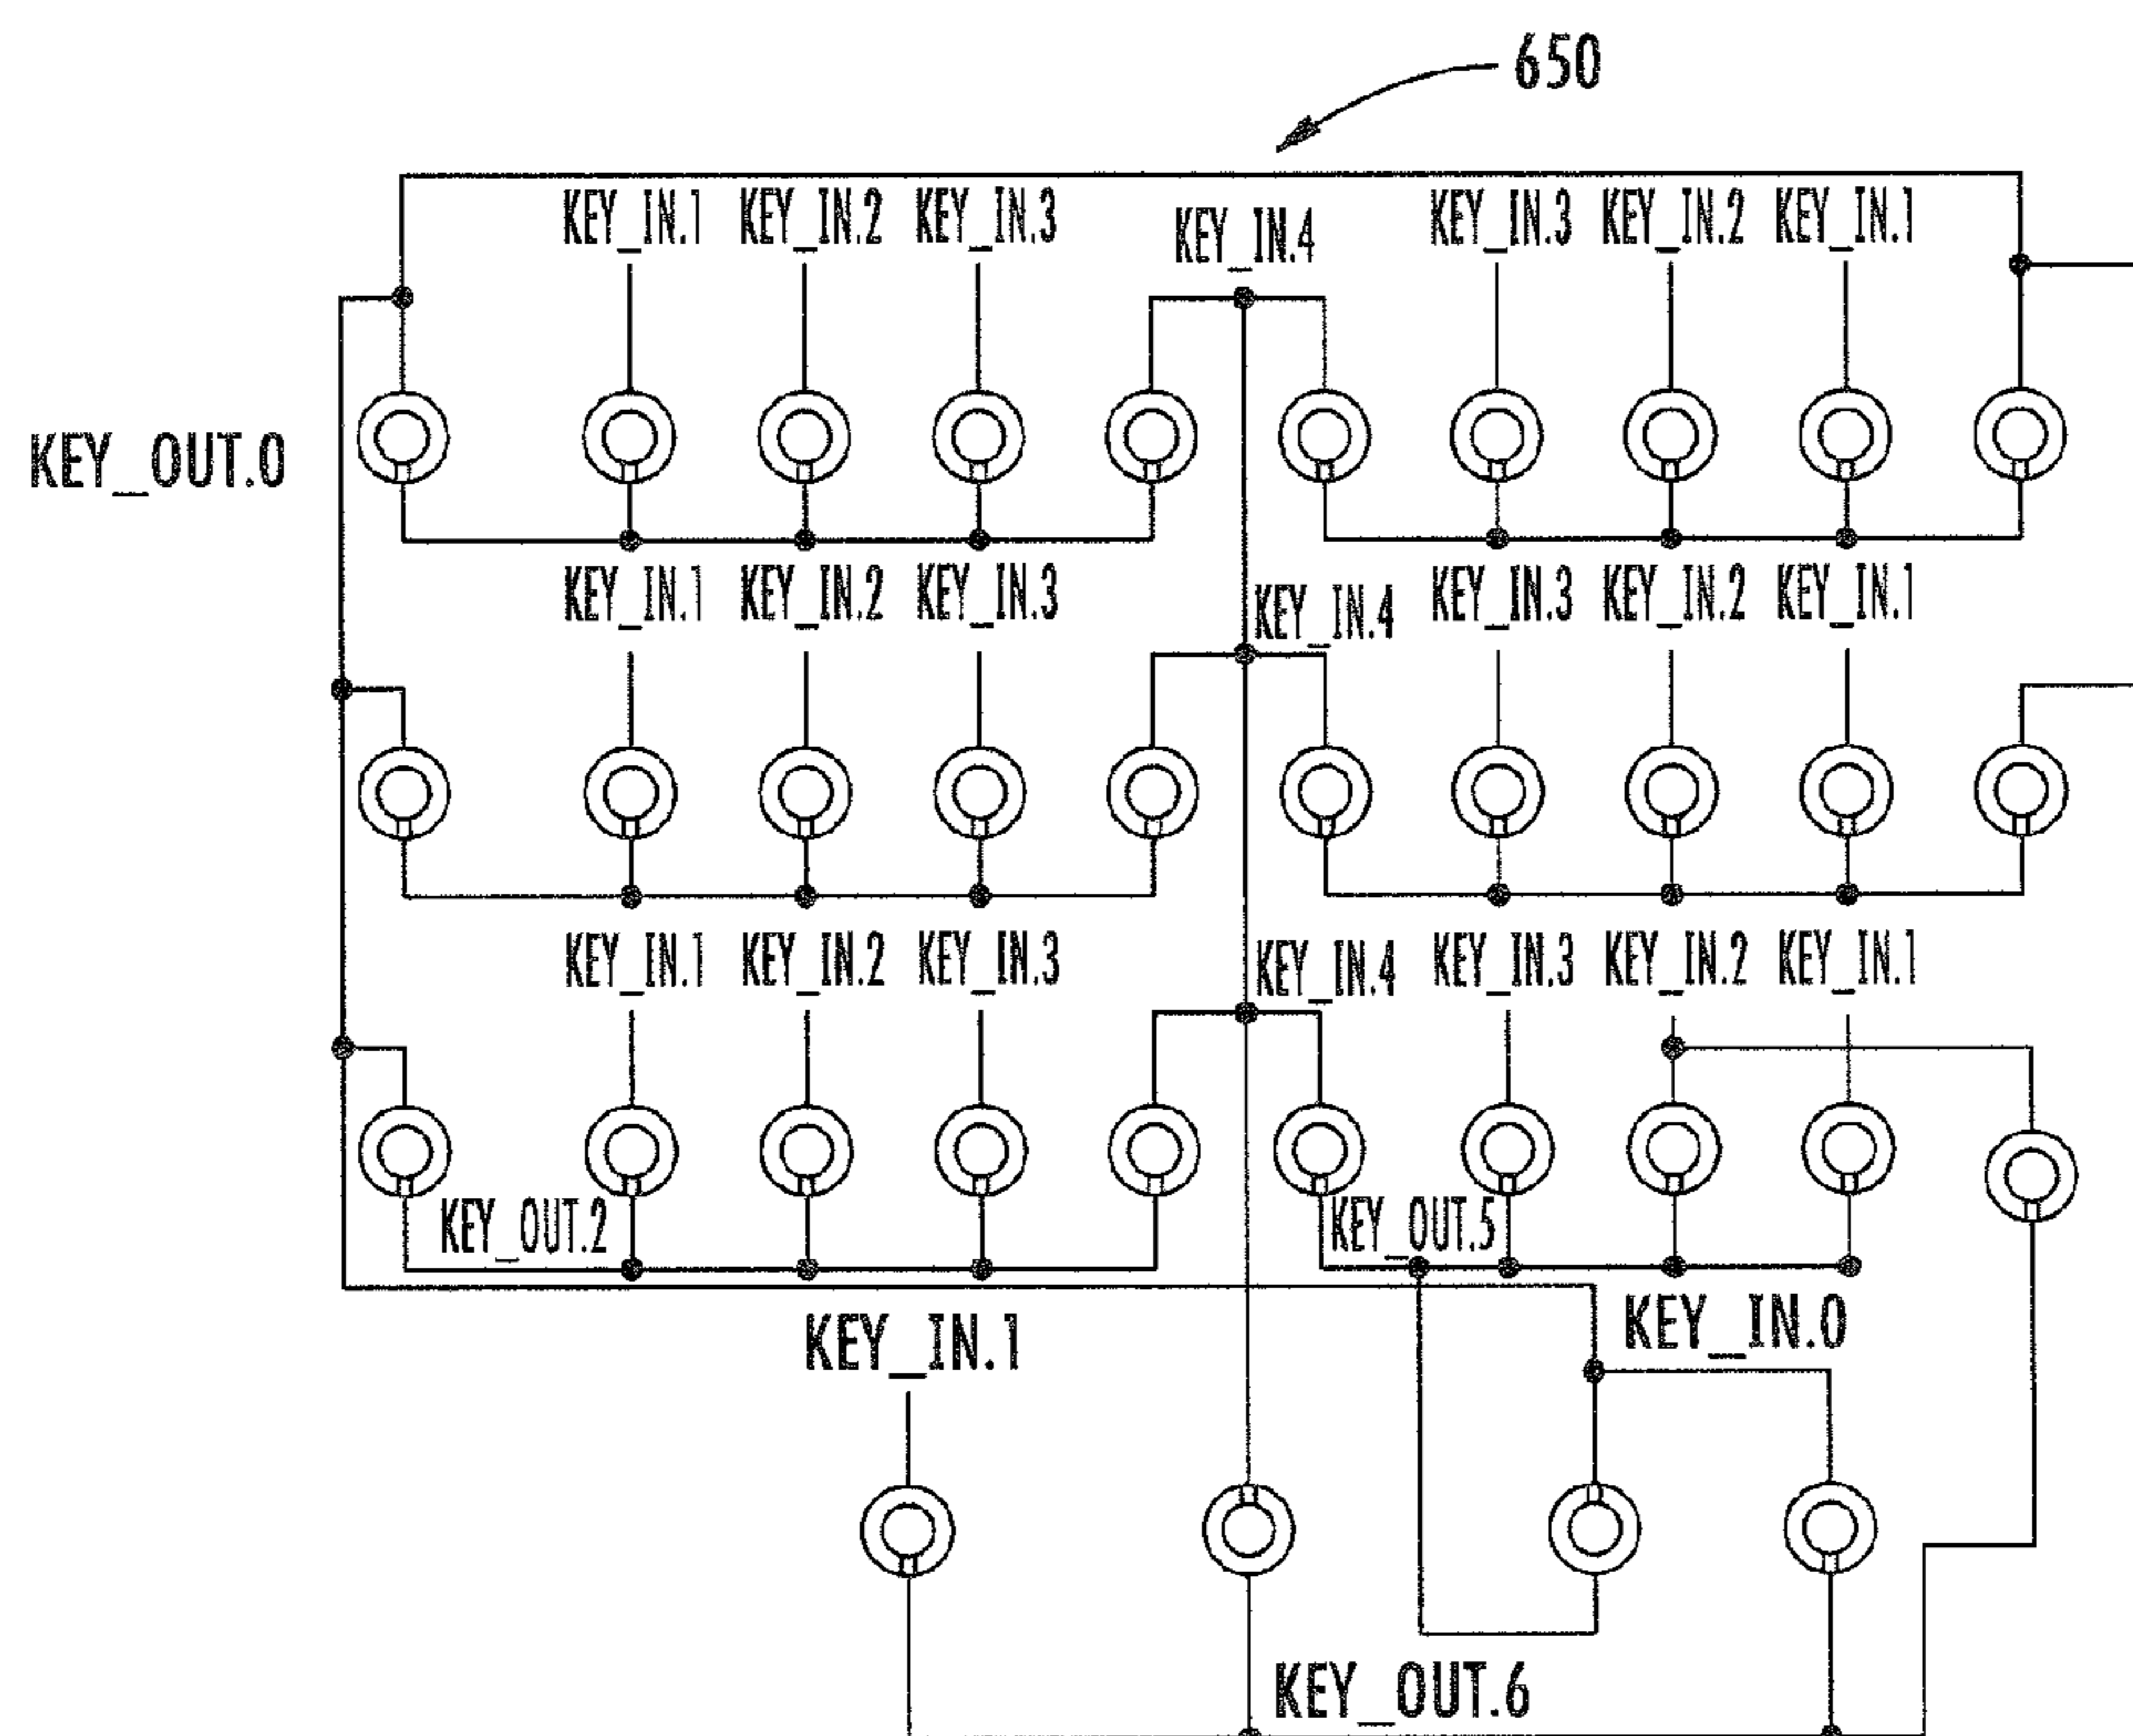 650
KEY_IN.1 KEY_IN.2 KEY_IN.3 KEY_IN.4 KEY_IN.3 KEY_IN.2 KEY_IN.1
KEY_OUT.0
KEY_IN.1 KEY_IN.2 KEY_IN.3 KEY_IN.4 KEY_IN.3 KEY_IN.2 KEY_IN.1
KEY_IN.1 KEY_IN.2 KEY_IN.3 KEY_IN.4 KEY_IN.3 KEY_IN.2 KEY_IN.1
KEY_OUT.2 KEY_OUT.5
KEY_IN.1 KEY_IN.0
KEY_OUT.6